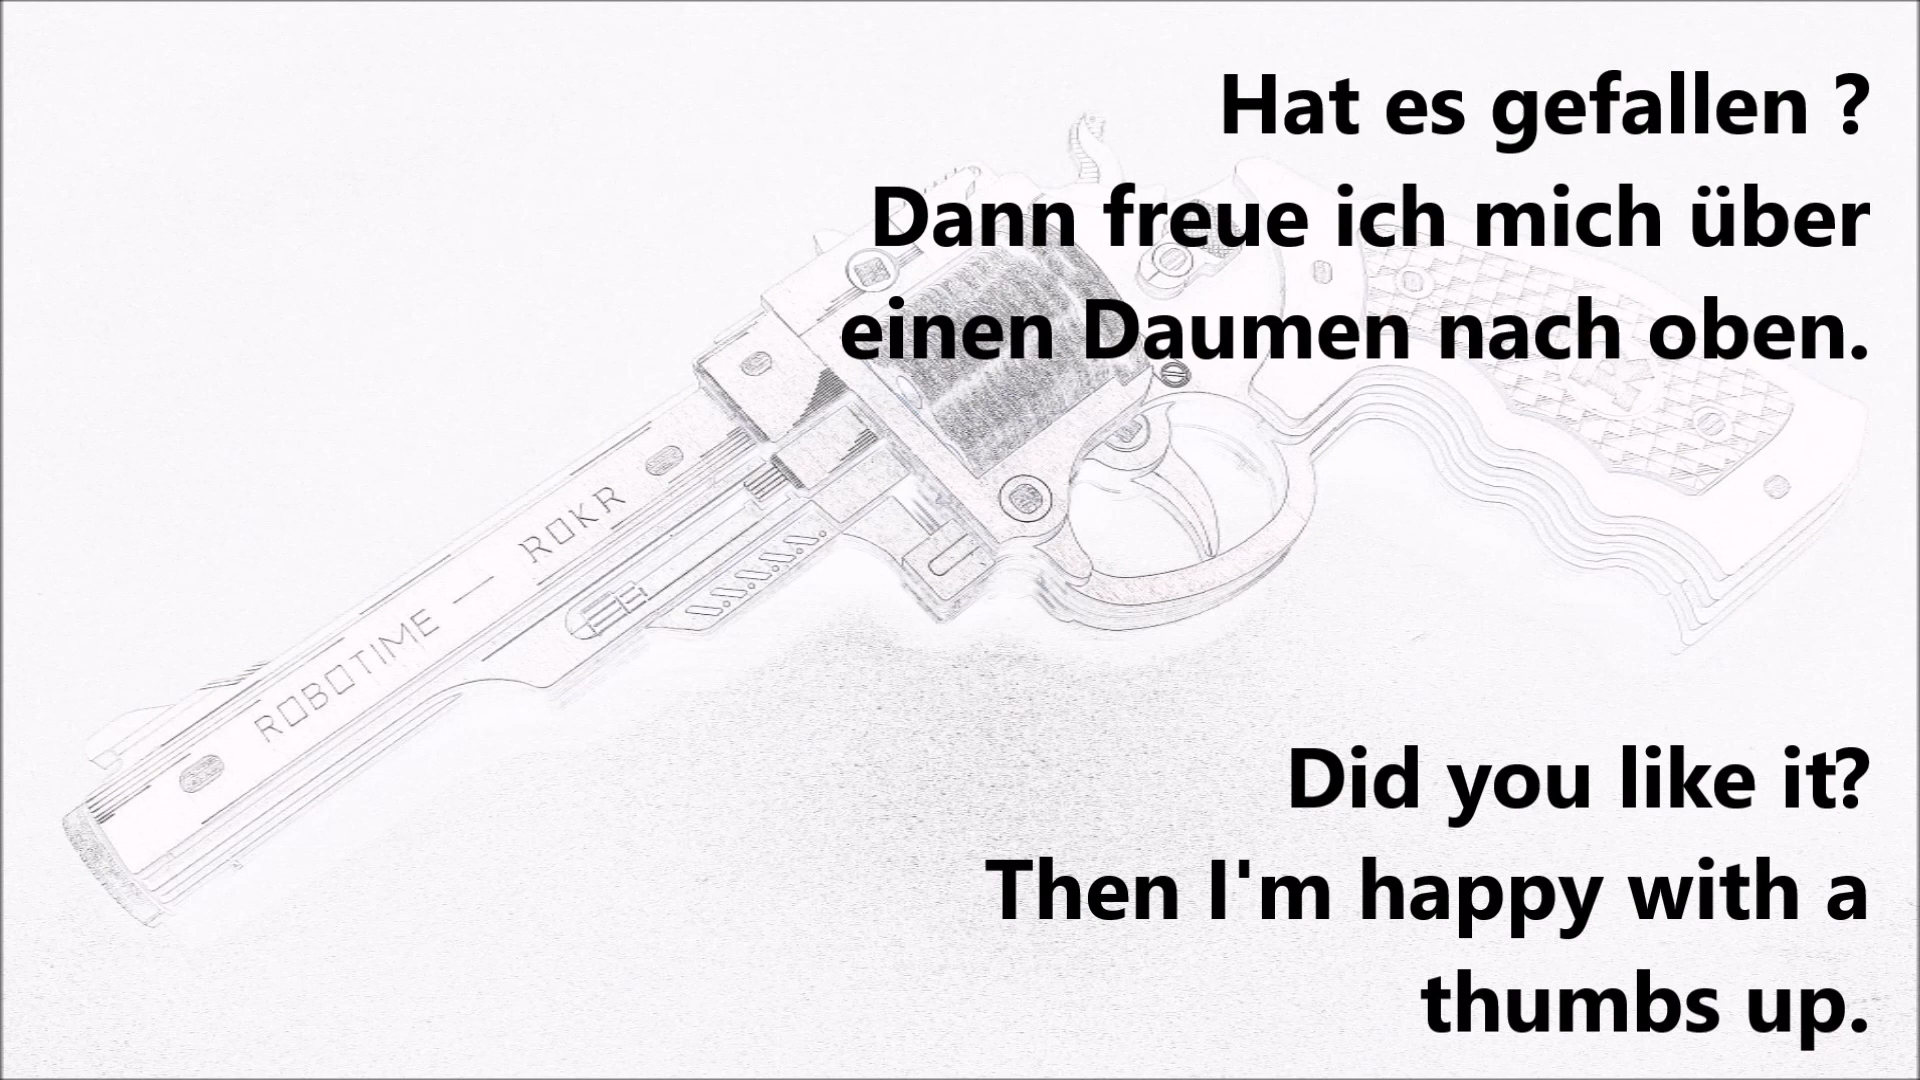 Hat es gefallen ?
Dann freue ich mich über
einen Daumen nach oben.
ROBOTIME — ROKR
Did you like it?
Then I'm happy with a
thumbs up.